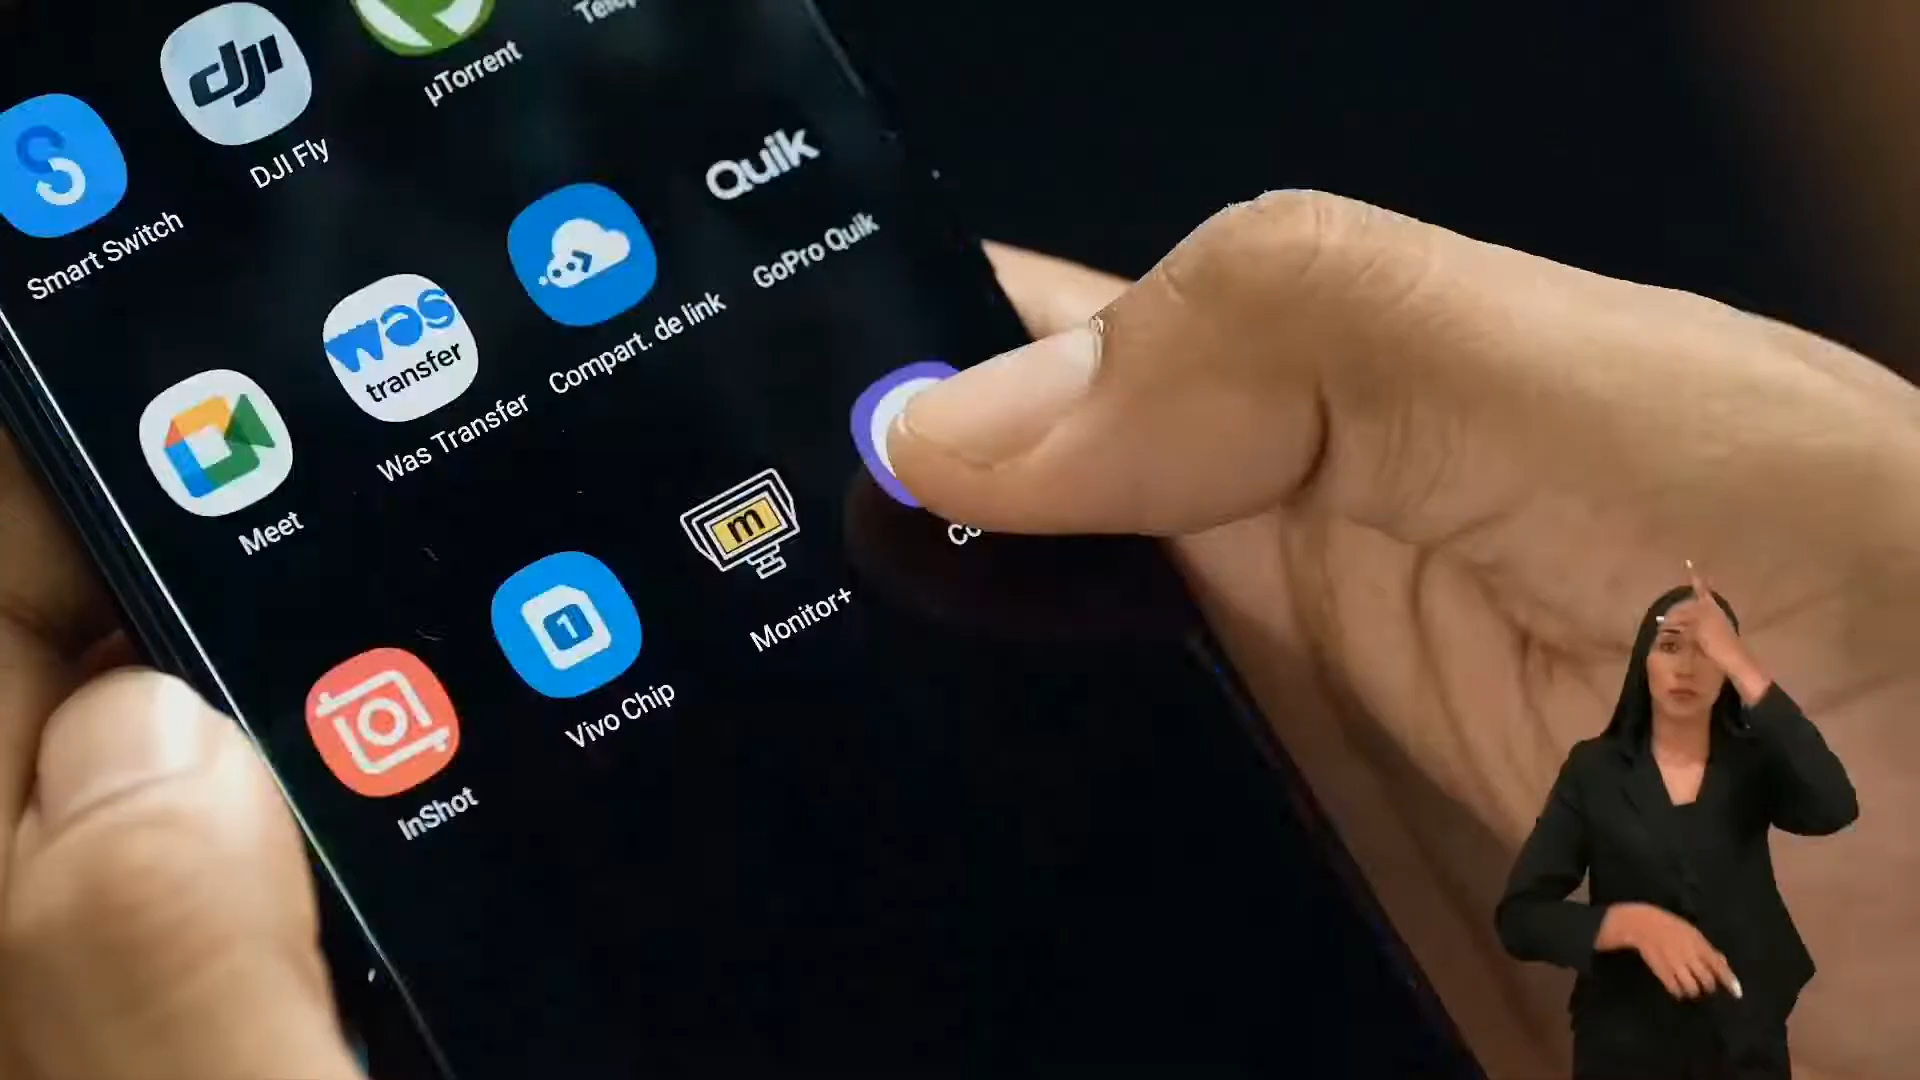 dji
µTorrent
DJI Fly
Smart Switch
Quik
GoPro Quik
Compart. de link
was
transfer
Was Transfer
Meet
m
Monitor+
1
Vivo Chip
InShot